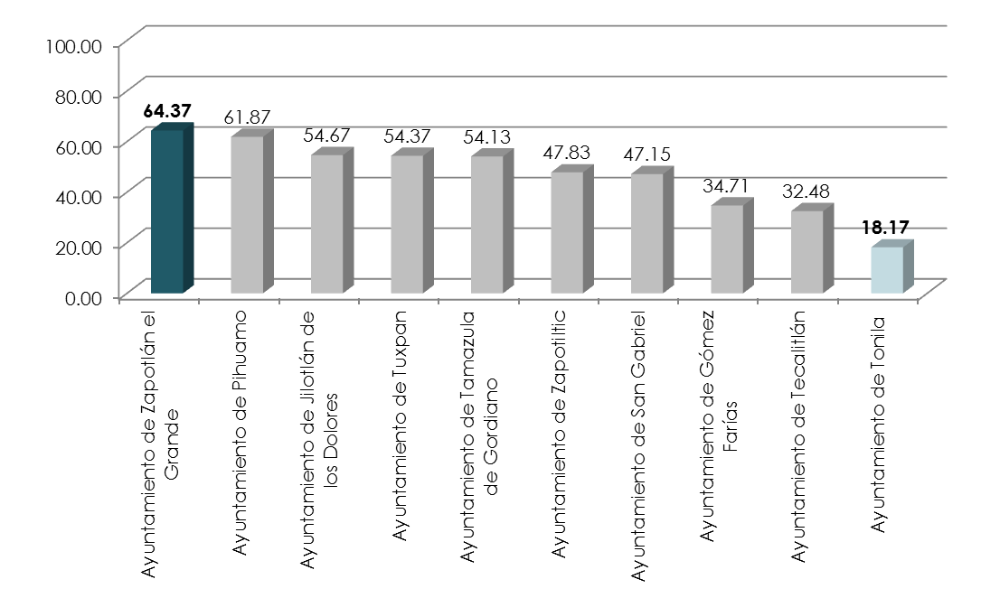 100.00
80.00
60.00
40.00
20.00
0.00
64.37
61.87
54.67
54.37
54.13
47.83
47.15
34.71
32.48
18.17
Ayuntamiento de Zapotlán el
Grande
Ayuntamiento de Pihuamo
Ayuntamiento de Jilotlán de
los Dolores
Ayuntamiento de Tuxpan
Ayuntamiento de Tamazula
de Gordiano
Ayuntamiento de Zapotiltic
Ayuntamiento de San Gabriel
Ayuntamiento de Gómez
Farías
Ayuntamiento de Tecalitlán
Ayuntamiento de Tonila